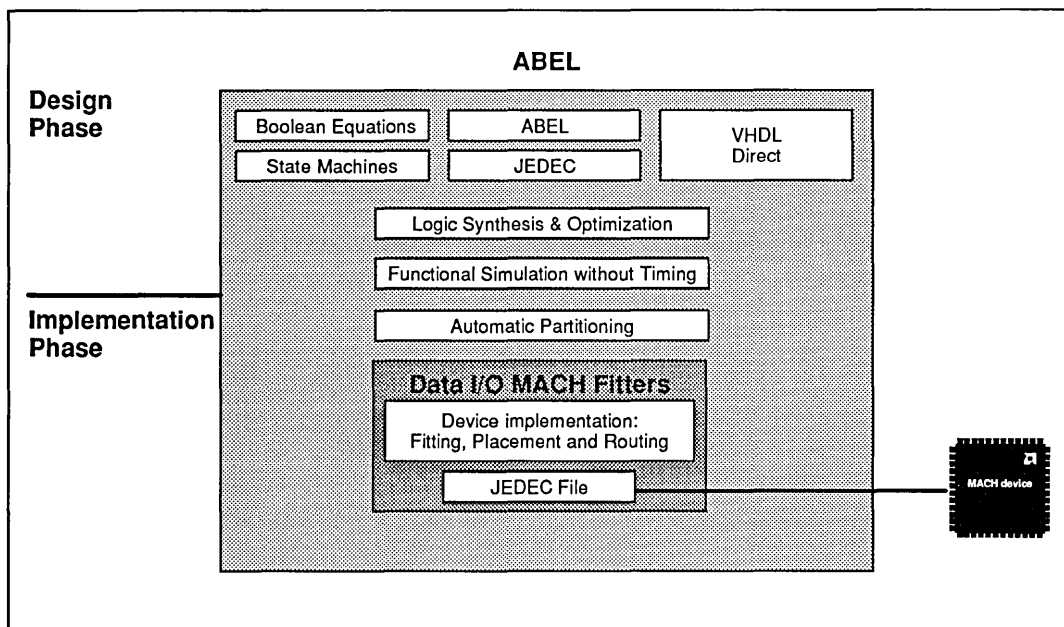 ABEL
Design
Phase
Boolean Equations
ABEL
VHDL
Direct
State Machines
JEDEC
Logic Synthesis & Optimization
Functional Simulation without Timing
Implementation
Phase
Automatic Partitioning
Data I/O MACH Fitters
Device implementation:
Fitting, Placement and Routing
JEDEC File
MACH device